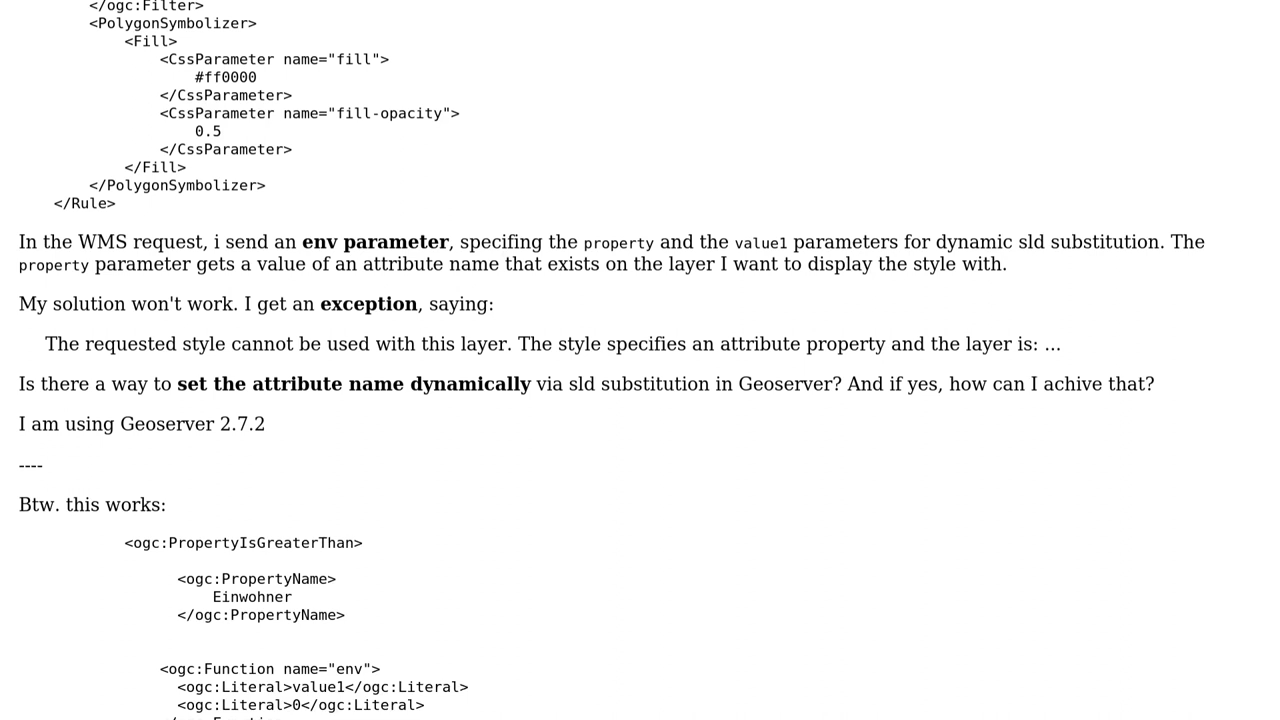 </ogc:Filter>
<PolygonSymbolizer>
<Fill>
<CssParameter name="fill">
#ff0000
</CssParameter>
<CssParameter name="fill-opacity">
0.5
</CssParameter>
</Fill>
</PolygonSymbolizer>
</Rule>
In the WMS request, i send an env parameter, specifing the property and the value1 parameters for dynamic sld substitution. The
property parameter gets a value of an attribute name that exists on the layer I want to display the style with.
My solution won't work. I get an exception, saying:
The requested style cannot be used with this layer. The style specifies an attribute property and the layer is: ...
Is there a way to set the attribute name dynamically via sld substitution in Geoserver? And if yes, how can I achive that?
I am using Geoserver 2.7.2
----
Btw. this works:
<ogc:PropertyIsGreaterThan>
<ogc:PropertyName>
Einwohner
</ogc:PropertyName>
<ogc:Function name="env">
<ogc:Literal>value1</ogc:Literal>
<ogc:Literal>0</ogc:Literal>